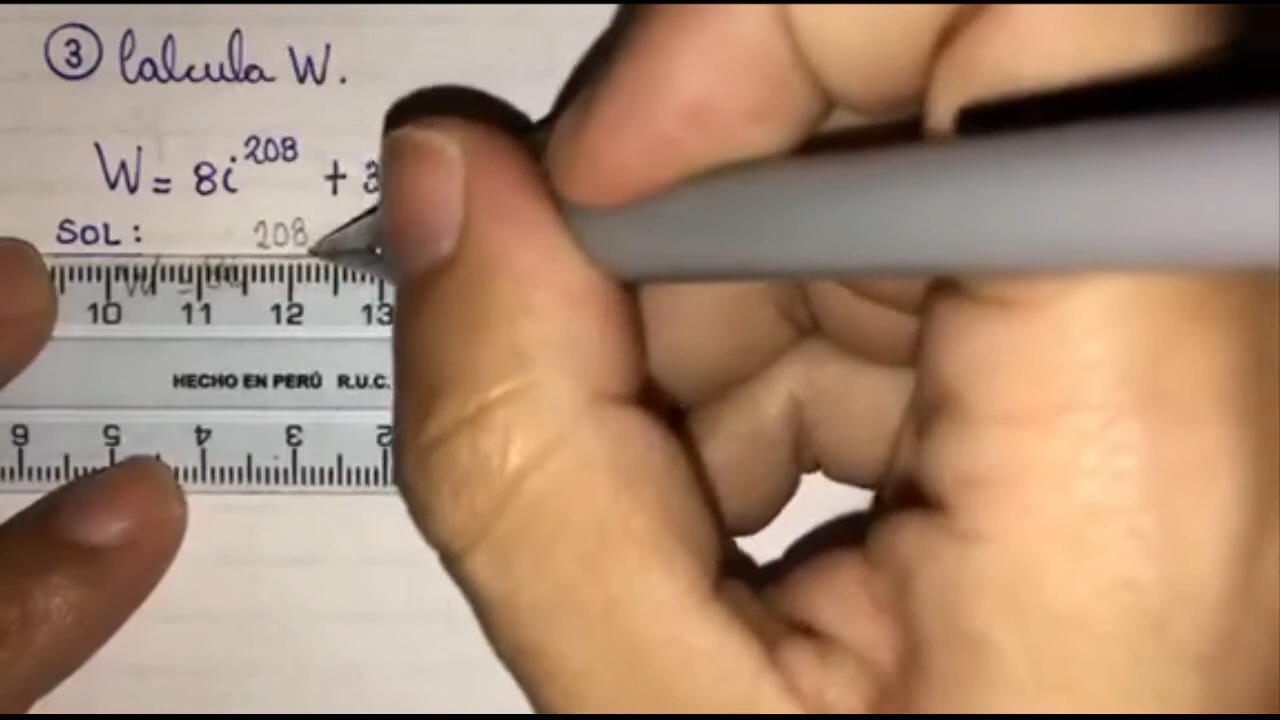 ③ Calcula W.
W = 8i^208 + 3
SOL: 208
10 11 12 13
HECHO EN PERÚ R.U.C.
6 5 4 3 2